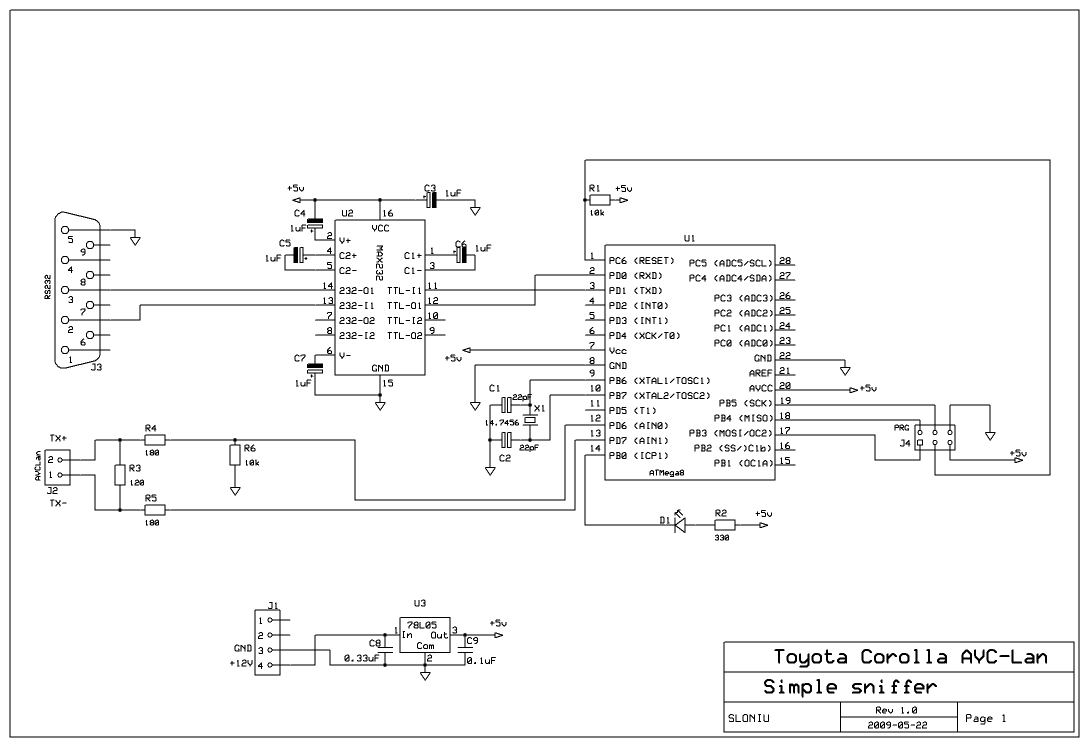 +5v
C3
1uF
C4
1uF
U2
16
VCC
2
V+
C5
1uF
4
C2+
5
C2-
MAX232
1
C1+
3
C1-
C6
1uF
14
232-O1
TTL-I1
11
13
232-I1
TTL-O1
12
7
232-O2
TTL-I2
10
8
232-I2
TTL-O2
9
6
V-
C7
1uF
GND
15
RS232
5
9
4
8
3
7
2
6
1
J3
R1
+5v
10k
U1
1
PC6 (RESET)
2
PD0 (RXD)
3
PD1 (TXD)
4
PD2 (INT0)
5
PD3 (INT1)
6
PD4 (XCK/T0)
7
Vcc
8
GND
9
PB6 (XTAL1/TOSC1)
10
PB7 (XTAL2/TOSC2)
11
PD5 (T1)
12
PD6 (AIN0)
13
PD7 (AIN1)
14
PB0 (ICP1)
PC5 (ADC5/SCL)
28
PC4 (ADC4/SDA)
27
PC3 (ADC3)
26
PC2 (ADC2)
25
PC1 (ADC1)
24
PC0 (ADC0)
23
GND
22
AREF
21
AVCC
20
+5v
PB5 (SCK)
19
PB4 (MISO)
18
PB3 (MOSI/OC2)
17
PB2 (SS/)C1b)
16
PB1 (OC1A)
15
ATMega8
+5v
C1
22pF
X1
14.7456
22pF
C2
PRG
J4
+5v
TX+
AVCLan
2
1
J2
TX-
R4
180
R3
120
R5
180
R6
10k
D1
R2
330
+5v
J1
1
2
GND
3
+12V
4
U3
78L05
1
In
Out
3
Com
2
C8
0.33uF
C9
0.1uF
+5v
Toyota Corolla AVC-Lan
Simple sniffer
SLONIU
Rev 1.0
2009-05-22
Page 1